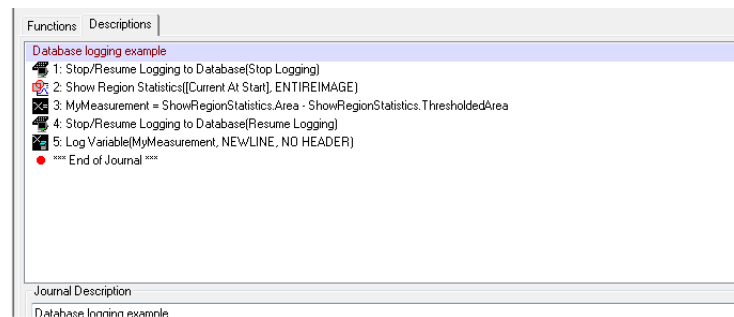 Functions Descriptions
Database logging example
1: Stop/Resume Logging to Database(Stop Logging)
2: Show Region Statistics([Current At Start], ENTIREIMAGE)
3: MyMeasurement = ShowRegionStatistics.Area - ShowRegionStatistics.ThresholdedArea
4: Stop/Resume Logging to Database(Resume Logging)
5: Log Variable(MyMeasurement, NEWLINE, NO HEADER)
*** End of Journal ***
Journal Description
Database logging example